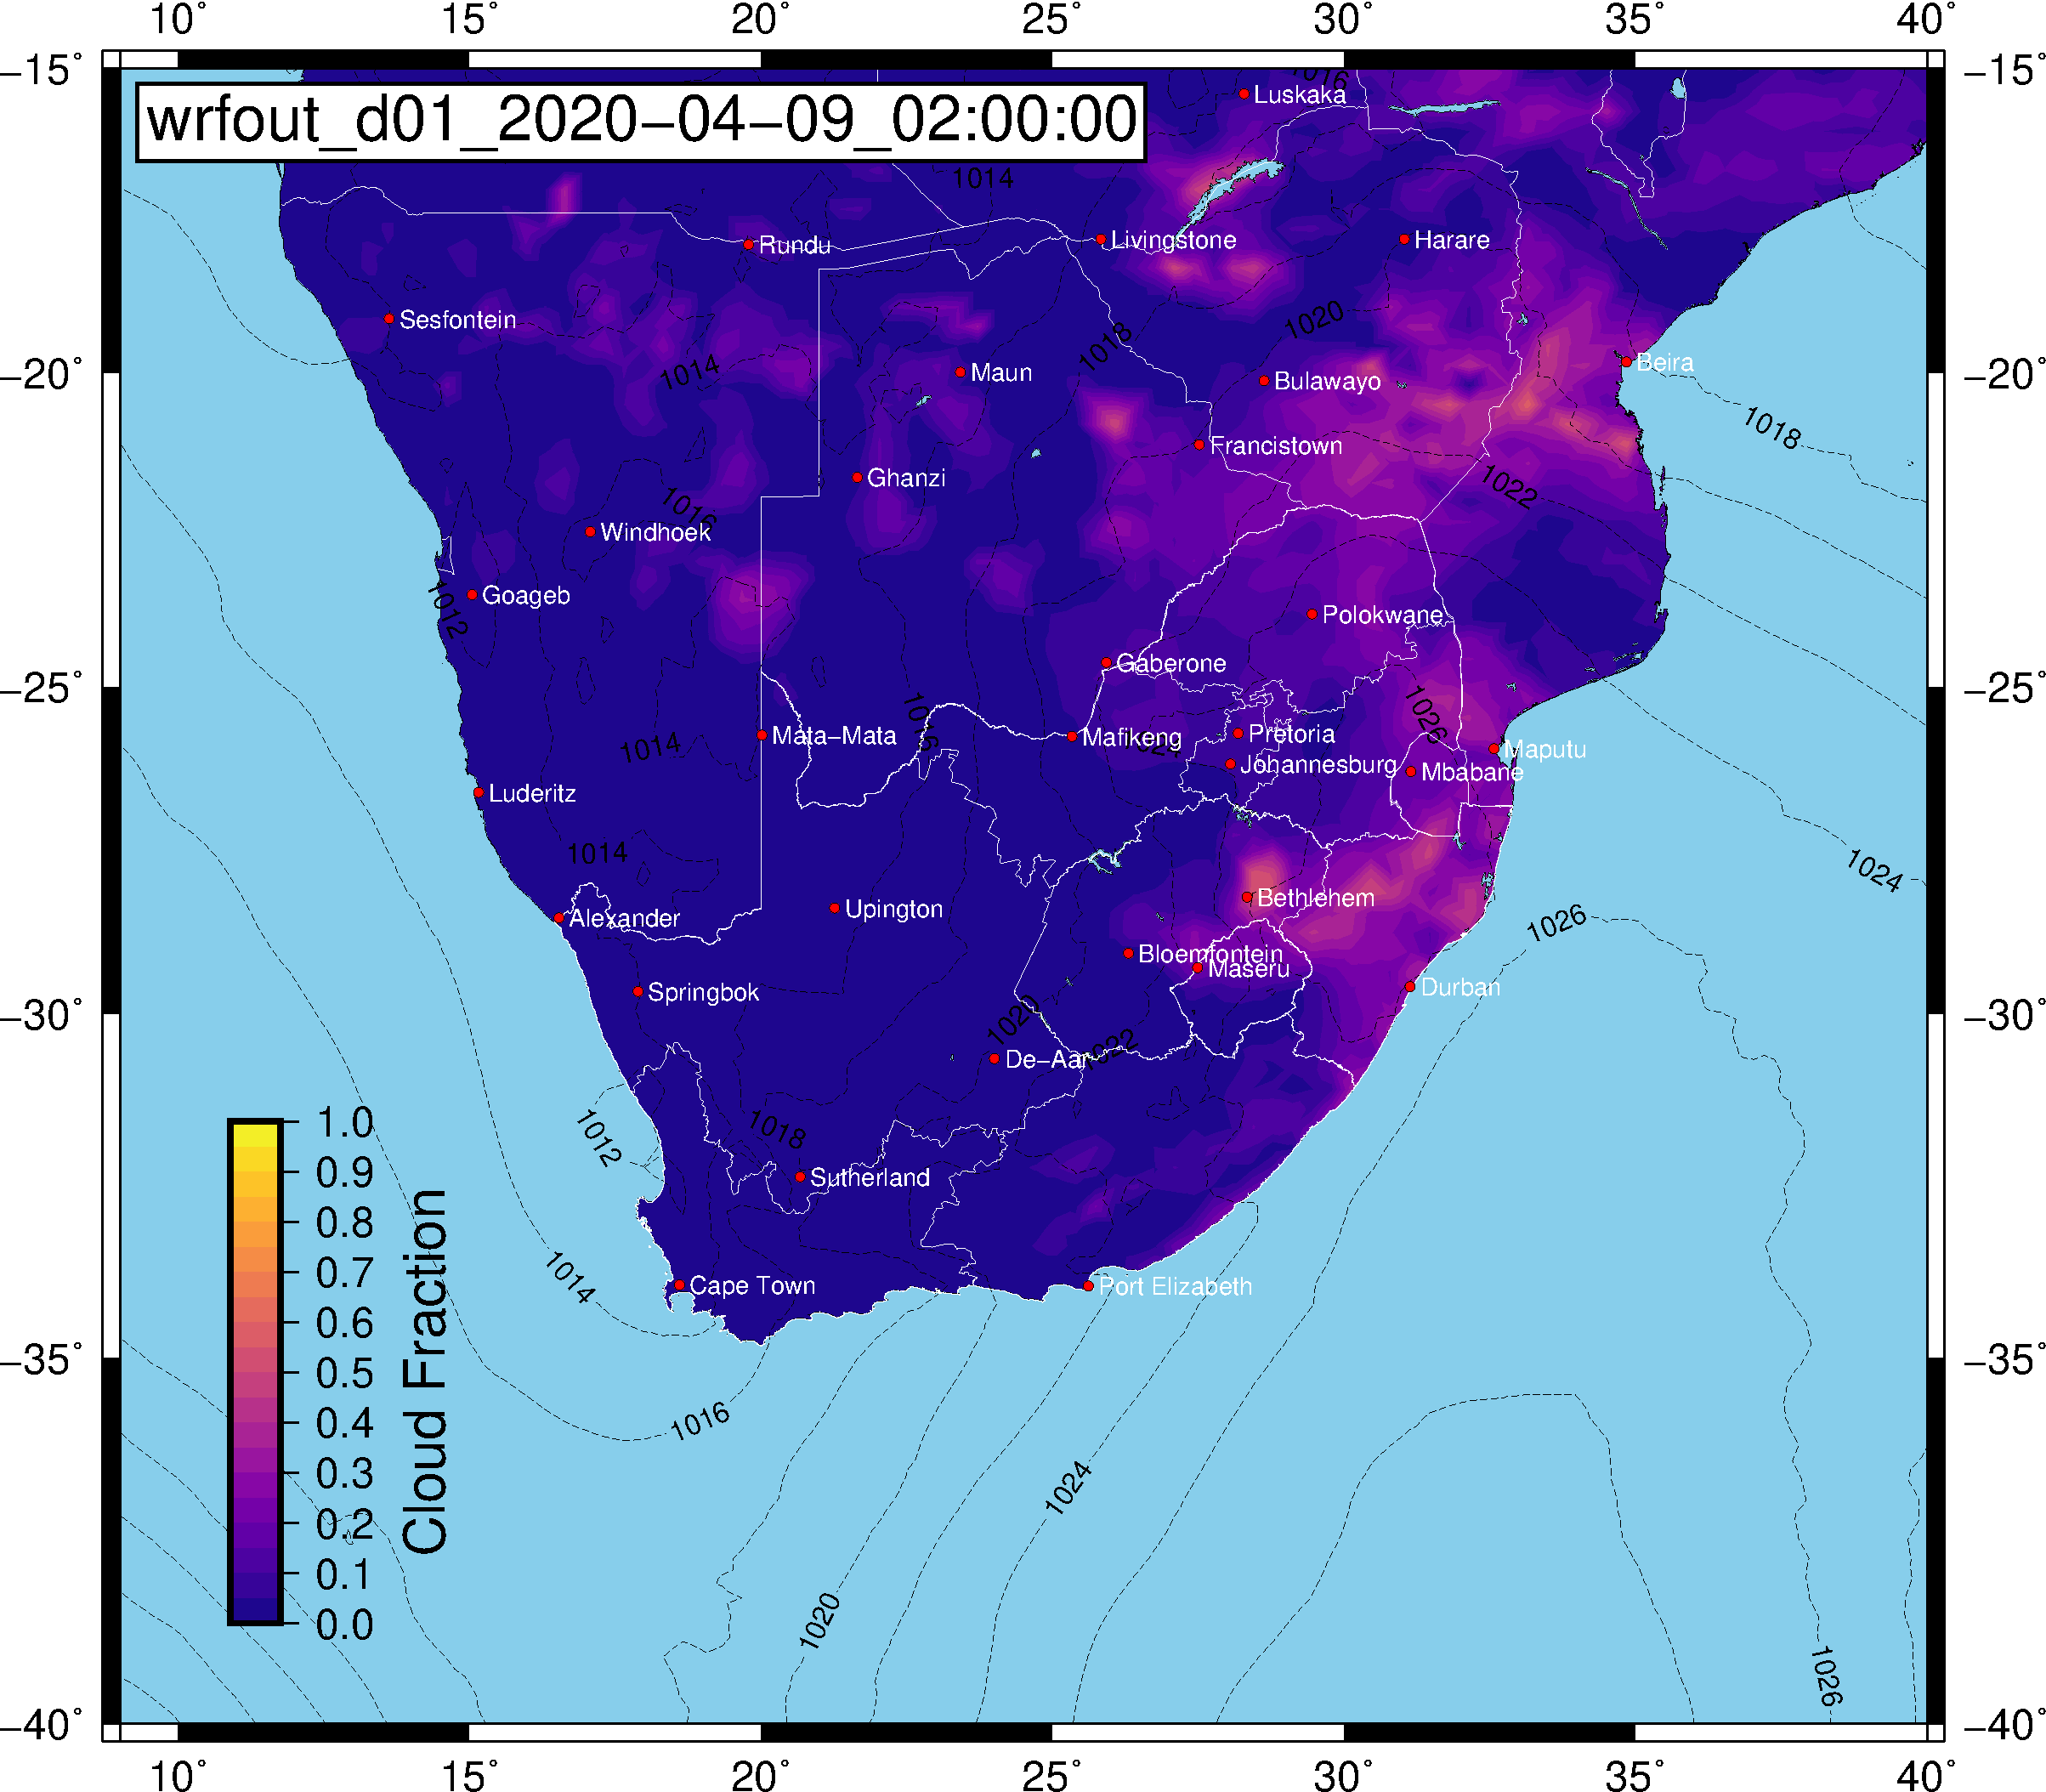 10° 15° 20° 25° 30° 35° 40°
−15° −15°
wrfout_d01_2020−04−09_02:00:00
1016
Luskaka
1014
Rundu
Livingstone
Harare
Sesfontein
1018
1020
Beira
1014
Maun
Bulawayo
−20° −20°
1018
Francistown
Ghanzi
1022
1016
Windhoek
Goageb
1012
Polokwane
Gaberone
−25° −25°
1016
1026
Mata−Mata
1014
Mafikeng
1024
Pretoria
Maputu
Johannesburg
Mbabane
Luderitz
1014
1024
Bethlehem
Upington
Alexander
1026
Bloemfontein
Maseru
Springbok
Durban
−30° −30°
1020
De−Aar
1022
1012
1018
Sutherland
1014
Cape Town
Port Elizabeth
−35° −35°
1016
1024
1020
1026
1.0
0.9
0.8
0.7
0.6
0.5
0.4
0.3
0.2
0.1
0.0
Cloud Fraction
−40° −40°
10° 15° 20° 25° 30° 35° 40°